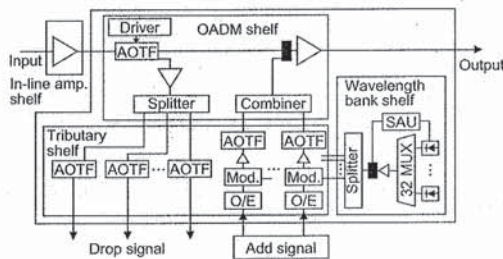 Driver
OADM shelf
AOTF
Input
Output
In-line amp.
shelf
Wavelength
bank shelf
Splitter
Combiner
SAU
Tributary
shelf
AOTF
AOTF
AOTF
AOTF
...
AOTF
Splitter
32 MUX
Mod.
...
Mod.
O/E
O/E
Drop signal
Add signal